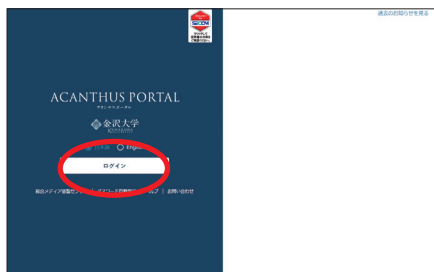 過去のお知らせを見る
SECOM
ACANTHUS PORTAL
アカンサスポータル
金沢大学
日本語 English
ログイン
お問い合わせ